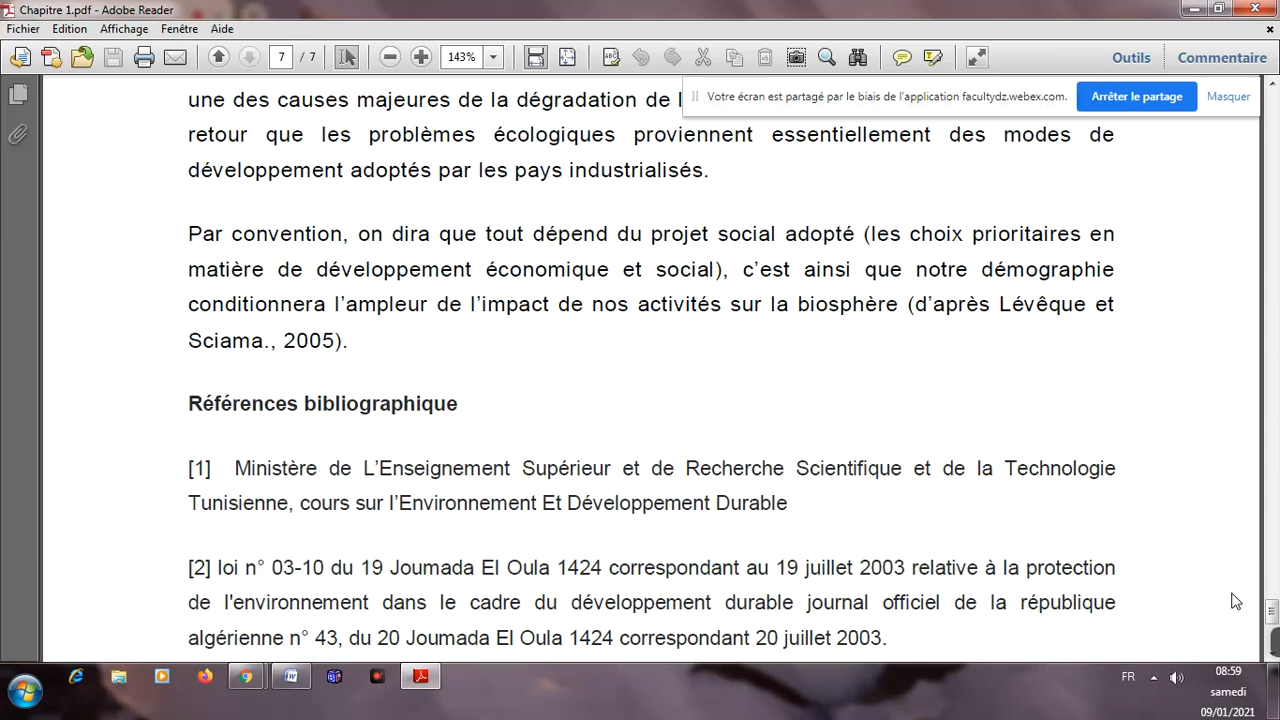 Chapitre 1.pdf - Adobe Reader
Fichier Edition Affichage Fenêtre Aide
7 / 7 143% Outils Commentaire
Votre écran est partagé par le biais de l'application facultydz.webex.com. Arrêter le partage Masquer
une des causes majeures de la dégradation de l
retour que les problèmes écologiques proviennent essentiellement des modes de
développement adoptés par les pays industrialisés.
Par convention, on dira que tout dépend du projet social adopté (les choix prioritaires en
matière de développement économique et social), c’est ainsi que notre démographie
conditionnera l’ampleur de l’impact de nos activités sur la biosphère (d’après Lévêque et
Sciama., 2005).
Références bibliographique
[1] Ministère de L’Enseignement Supérieur et de Recherche Scientifique et de la Technologie
Tunisienne, cours sur l’Environnement Et Développement Durable
[2] loi n° 03-10 du 19 Joumada El Oula 1424 correspondant au 19 juillet 2003 relative à la protection
de l'environnement dans le cadre du développement durable journal officiel de la république
algérienne n° 43, du 20 Joumada El Oula 1424 correspondant 20 juillet 2003.
FR
08:59
samedi
09/01/2021